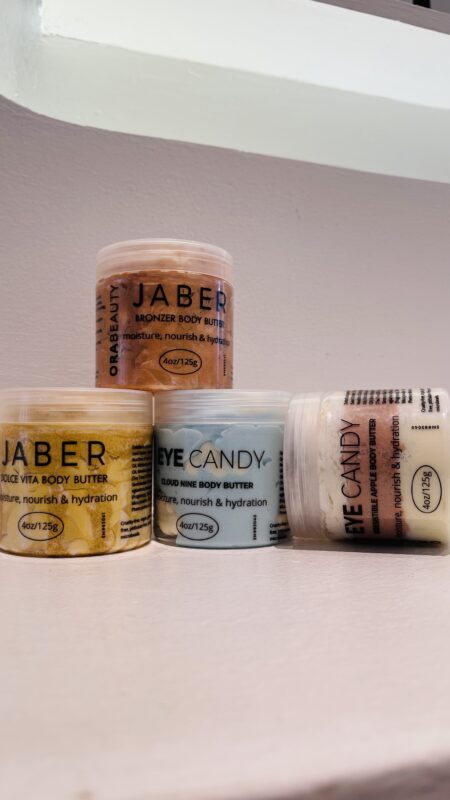 ORABEAUTY
JABER
BRONZER BODY BUTTER
moisture, nourish & hydration
4oz/125g
JABER
DOLCE VITA BODY BUTTER
moisture, nourish & hydration
4oz/125g
EYE CANDY
CLOUD NINE BODY BUTTER
moisture, nourish & hydration
4oz/125g
EYE CANDY
BODY BUTTER
moisture, nourish & hydration
4oz/125g